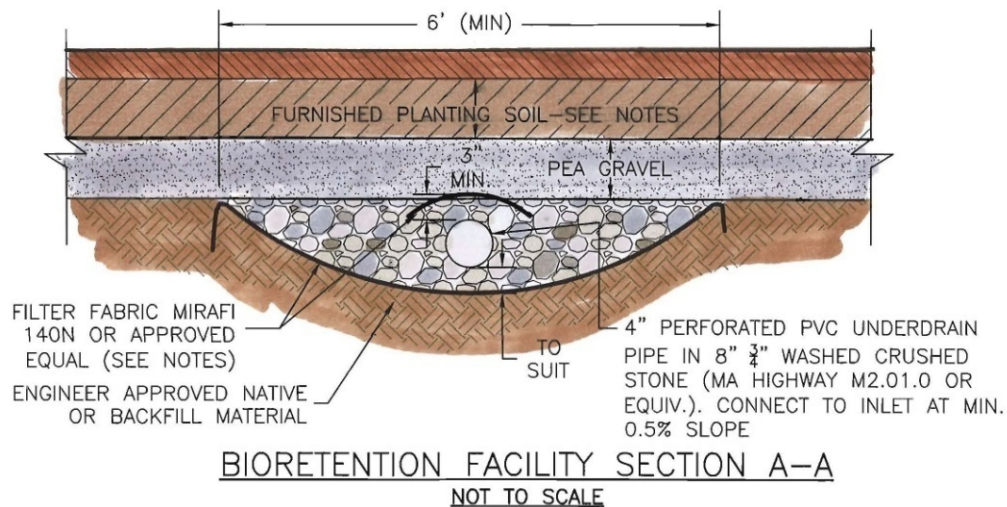 6' (MIN)
FURNISHED PLANTING SOIL-SEE NOTES
3"
MIN
PEA GRAVEL
FILTER FABRIC MIRAFI
140N OR APPROVED
EQUAL (SEE NOTES)
ENGINEER APPROVED NATIVE
OR BACKFILL MATERIAL
TO
SUIT
4" PERFORATED PVC UNDERDRAIN
PIPE IN 8" 3/4" WASHED CRUSHED
STONE (MA HIGHWAY M2.01.0 OR
EQUIV.). CONNECT TO INLET AT MIN.
0.5% SLOPE
BIORETENTION FACILITY SECTION A-A
NOT TO SCALE